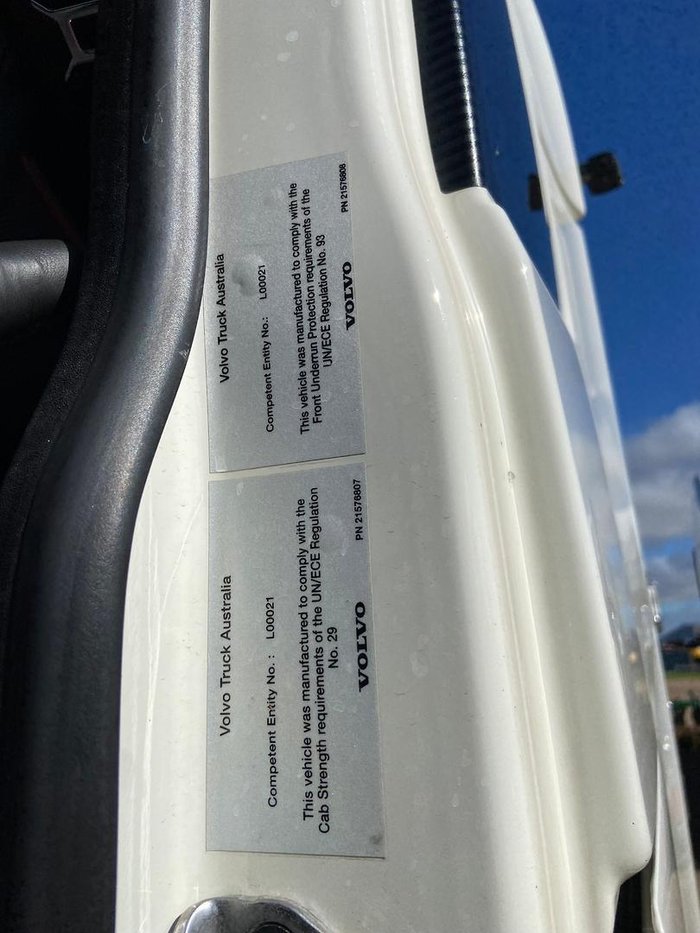 Volvo Truck Australia
Competent Entity No. : L00021
This vehicle was manufactured to comply with the
Cab Strength requirements of the UN/ECE Regulation
No. 29
VOLVO
PN 21576807
Volvo Truck Australia
Competent Entity No.: L00021
This vehicle was manufactured to comply with the
Front Underrun Protection requirements of the
UN/ECE Regulation No. 93
VOLVO
PN 21576808